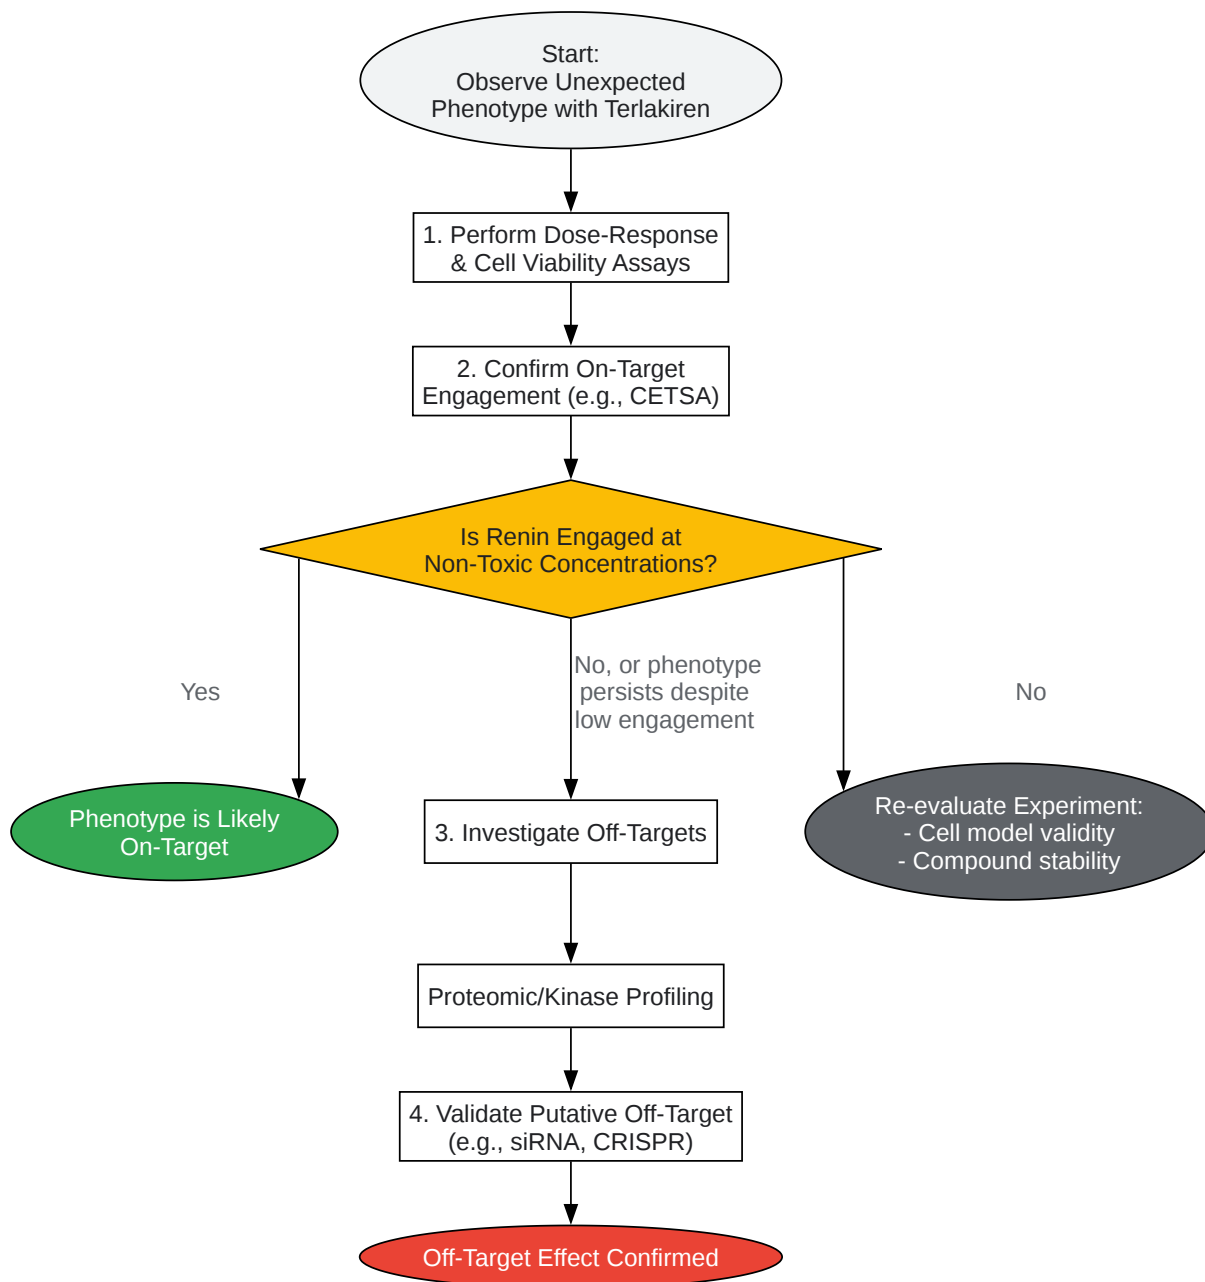 Start:
Observe Unexpected
Phenotype with Terlakiren
1. Perform Dose-Response
& Cell Viability Assays
2. Confirm On-Target
Engagement (e.g., CETSA)
Is Renin Engaged at
Non-Toxic Concentrations?
Yes
No, or phenotype
persists despite
low engagement
No
Phenotype is Likely
On-Target
3. Investigate Off-Targets
Re-evaluate Experiment:
- Cell model validity
- Compound stability
Proteomic/Kinase Profiling
4. Validate Putative Off-Target
(e.g., siRNA, CRISPR)
Off-Target Effect Confirmed